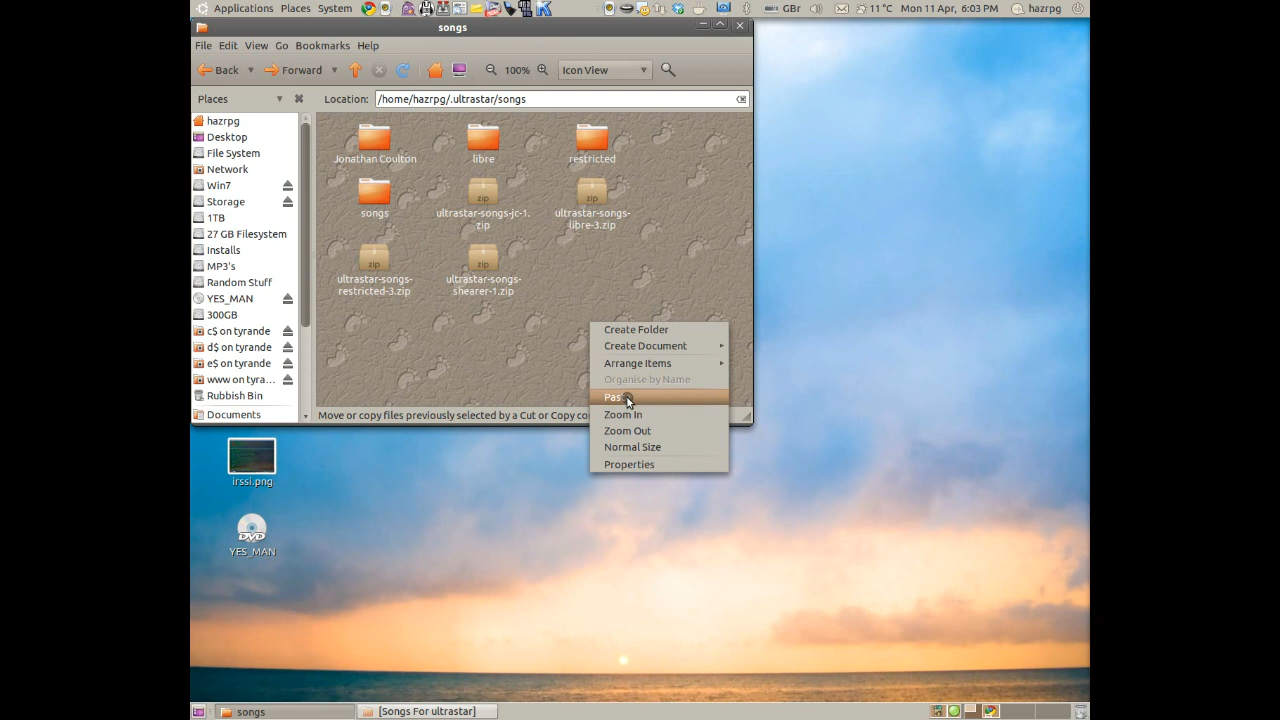 Applications Places System
GBr
11 °C
Mon 11 Apr, 6:03 PM
hazrpg
songs
File Edit View Go Bookmarks Help
Back
Forward
100%
Icon View
Places
Location: /home/hazrpg/.ultrastar/songs
hazrpg
Desktop
File System
Network
Win7
Storage
1TB
27 GB Filesystem
Installs
MP3's
Random Stuff
YES_MAN
300GB
c$ on tyrande
d$ on tyrande
e$ on tyrande
www on tyra...
Rubbish Bin
Documents
Jonathan Coulton
libre
restricted
songs
zip
ultrastar-songs-jc-1.
zip
zip
ultrastar-songs-
libre-3.zip
zip
ultrastar-songs-
restricted-3.zip
zip
ultrastar-songs-
shearer-1.zip
Create Folder
Create Document
Arrange Items
Organise by Name
Pas
Zoom In
Zoom Out
Normal Size
Properties
Move or copy files previously selected by a Cut or Copy co
irssi.png
DVD
YES_MAN
songs
[Songs For ultrastar]